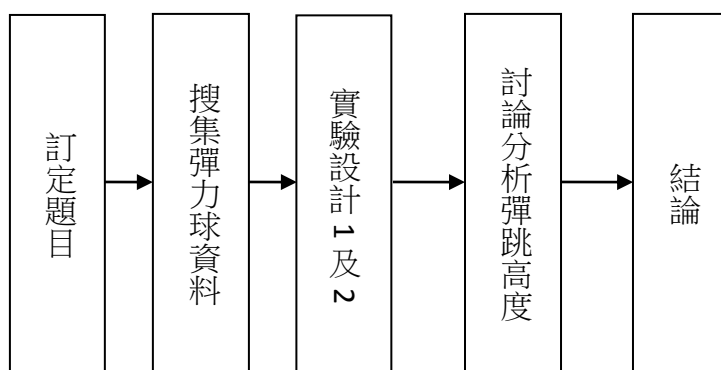 訂定題目
搜集彈力球資料
實驗設計1及2
討論分析彈跳高度
結論